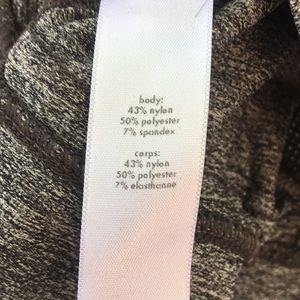 body:
43% nylon
50% polyester
7% spandex
corps:
43% nylon
50% polyester
7% elasthanne